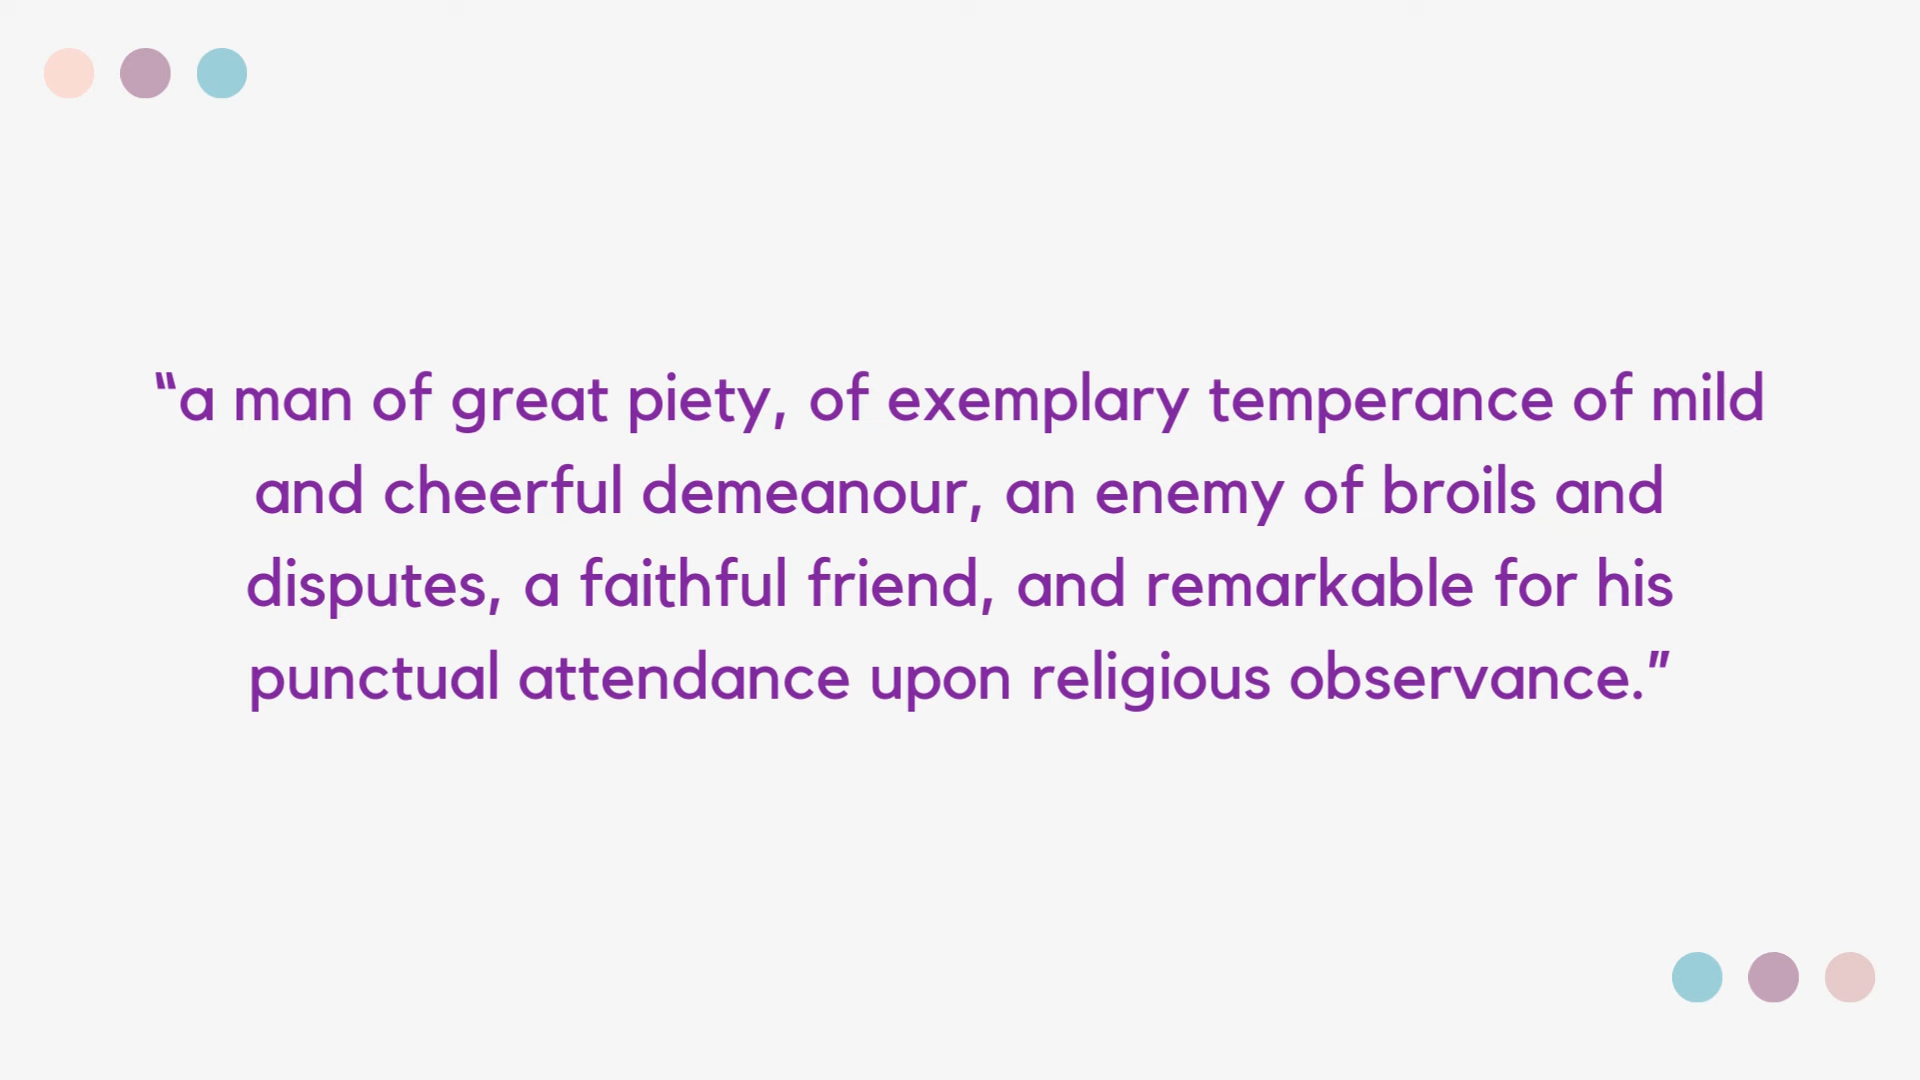 “a man of great piety, of exemplary temperance of mild
and cheerful demeanour, an enemy of broils and
disputes, a faithful friend, and remarkable for his
punctual attendance upon religious observance.”